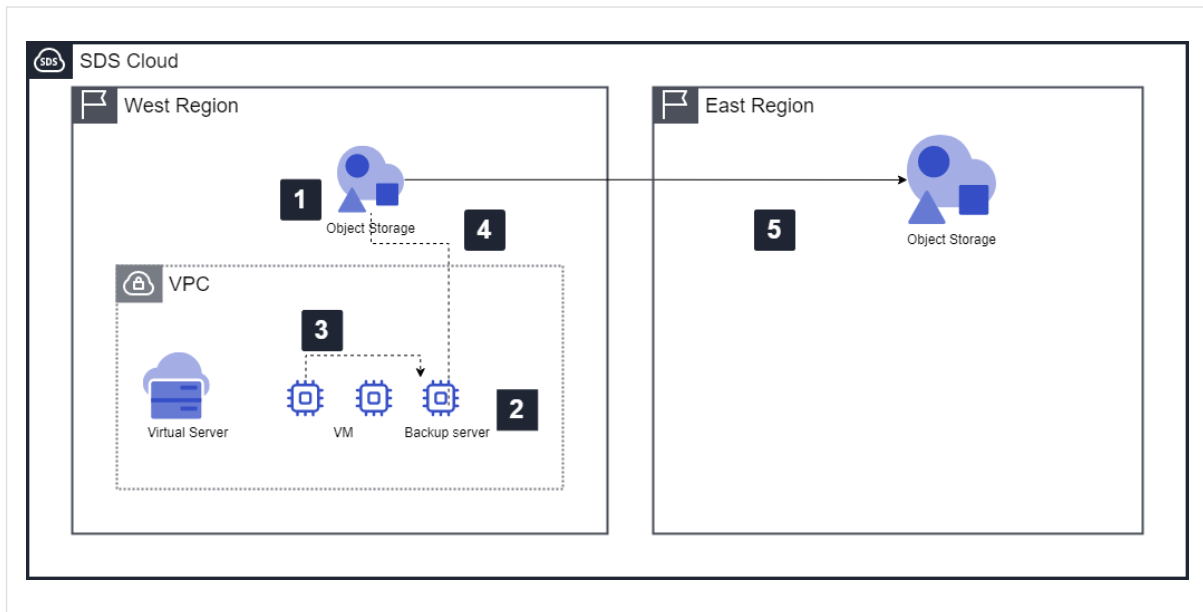 SDS
SDS Cloud
West Region
East Region
1
Object Storage
4
5
Object Storage
VPC
3
2
Virtual Server
VM
Backup server